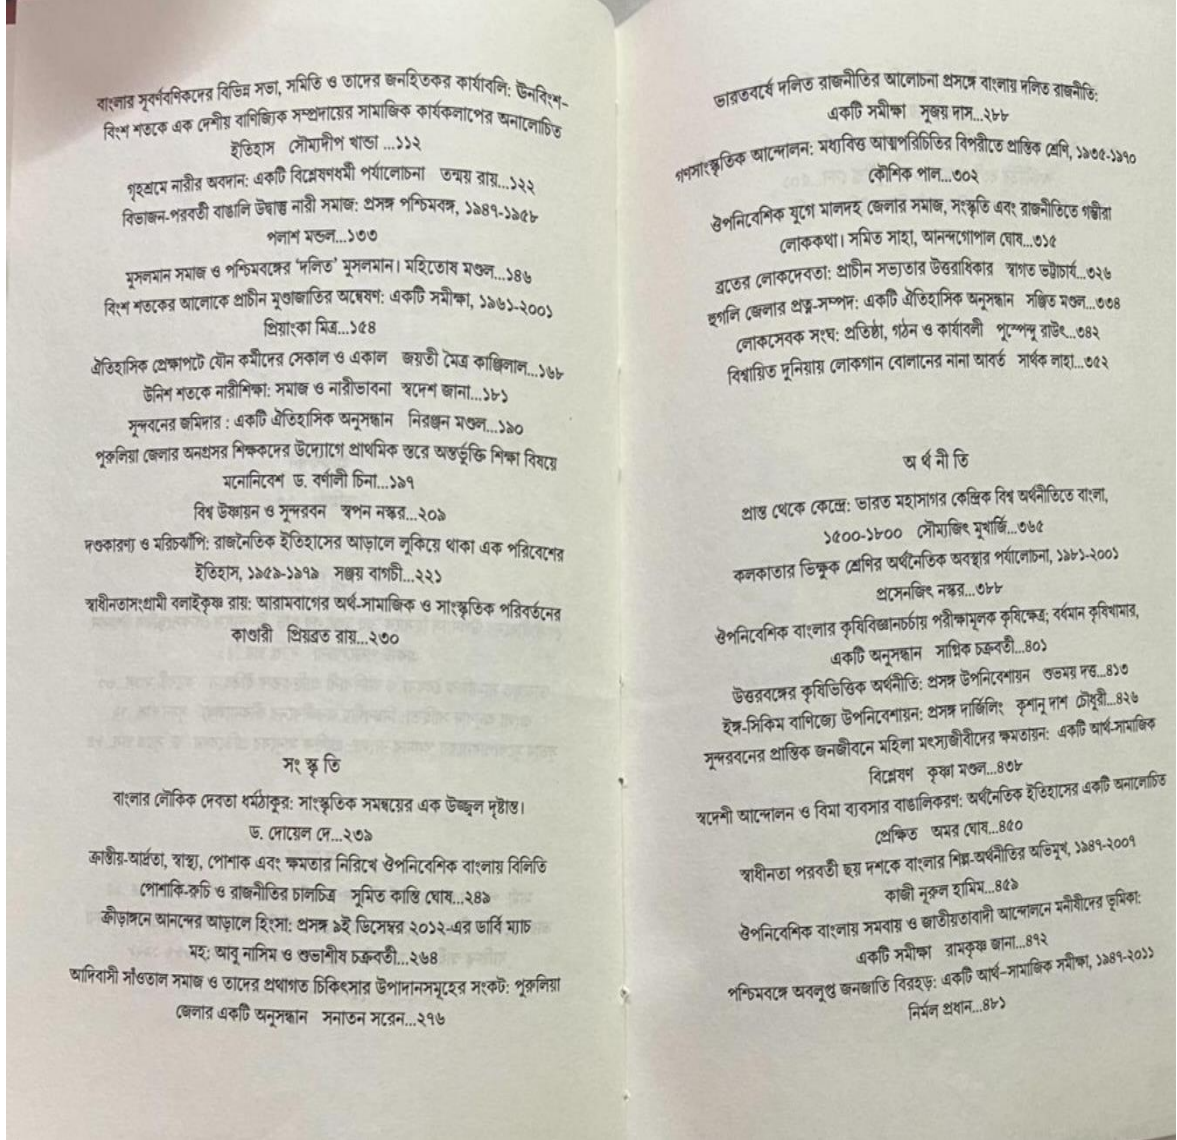 বাংলার সুবর্ণবণিকদের বিভিন্ন সভা, সমিতি ও তাদের জনহিতকর কার্যাবলি: ঊনবিংশ-
বিংশ শতকে এক দেশীয় বাণিজ্যিক সম্প্রদায়ের সামাজিক কার্যকলাপের অনালোচিত
ইতিহাস সৌম্যদীপ খান্ডা ...১১২
গৃহশ্রমে নারীর অবদান: একটি বিশ্লেষণধর্মী পর্যালোচনা তন্ময় রায়...১২২
বিভাজন-পরবর্তী বাঙালি উদ্বাস্তু নারী সমাজ: প্রসঙ্গ পশ্চিমবঙ্গ, ১৯৪৭-১৯৫৮
পলাশ মন্ডল...১৩৩
মুসলমান সমাজ ও পশ্চিমবঙ্গের ‘দলিত’ মুসলমান। মহিতোষ মণ্ডল...১৪৬
বিংশ শতকের আলোকে প্রাচীন মুণ্ডাজাতির অন্বেষণ: একটি সমীক্ষা, ১৯৬১-২০০১
প্রিয়াংকা মিত্র...১৫৪
ঐতিহাসিক প্রেক্ষাপটে যৌন কর্মীদের সেকাল ও একাল জয়তী মৈত্র কাঞ্জিলাল...১৬৮
উনিশ শতকে নারীশিক্ষা: সমাজ ও নারীভাবনা স্বদেশ জানা...১৮১
সুন্দবনের জমিদার : একটি ঐতিহাসিক অনুসন্ধান নিরঞ্জন মণ্ডল...১৯০
পুরুলিয়া জেলার অনগ্রসর শিক্ষকদের উদ্যোগে প্রাথমিক স্তরে অন্তর্ভুক্তি শিক্ষা বিষয়ে
মনোনিবেশ ড. বর্ণালী চিনা...১৯৭
বিশ্ব উষ্ণায়ন ও সুন্দরবন স্বপন নস্কর...২০৯
দণ্ডকারণ্য ও মরিচঝাঁপি: রাজনৈতিক ইতিহাসের আড়ালে লুকিয়ে থাকা এক পরিবেশের
ইতিহাস, ১৯৫৯-১৯৭৯ সঞ্জয় বাগচী...২২১
স্বাধীনতাসংগ্রামী বলাইকৃষ্ণ রায়: আরামবাগের অর্থ-সামাজিক ও সাংস্কৃতিক পরিবর্তনের
কাণ্ডারী প্রিয়ব্রত রায়...২৩০
সং স্কৃ তি
বাংলার লৌকিক দেবতা ধর্মঠাকুর: সাংস্কৃতিক সমন্বয়ের এক উজ্জ্বল দৃষ্টান্ত।
ড. দোয়েল দে...২৩৯
ক্রান্তীয়-আর্দ্রতা, স্বাস্থ্য, পোশাক এবং ক্ষমতার নিরিখে ঔপনিবেশিক বাংলায় বিলিতি
পোশাকি-রুচি ও রাজনীতির চালচিত্র সুমিত কান্তি ঘোষ...২৪৯
ক্রীড়াঙ্গনে আনন্দের আড়ালে হিংসা: প্রসঙ্গ ৯ই ডিসেম্বর ২০১২-এর ডার্বি ম্যাচ
মহ: আবু নাসিম ও শুভাশীষ চক্রবর্তী...২৬৪
আদিবাসী সাঁওতাল সমাজ ও তাদের প্রথাগত চিকিৎসার উপাদানসমূহের সংকট: পুরুলিয়া
জেলার একটি অনুসন্ধান সনাতন সরেন...২৭৬
ভারতবর্ষে দলিত রাজনীতির আলোচনা প্রসঙ্গে বাংলায় দলিত রাজনীতি:
একটি সমীক্ষা সুজয় দাস...২৮৮
গণসাংস্কৃতিক আন্দোলন: মধ্যবিত্ত আত্মপরিচিতির বিপরীতে প্রান্তিক শ্রেণি, ১৯৩৫-১৯৭০
কৌশিক পাল...৩০২
ঔপনিবেশিক যুগে মালদহ জেলার সমাজ, সংস্কৃতি এবং রাজনীতিতে গম্ভীরা
লোককথা। সমিত সাহা, আনন্দগোপাল ঘোষ...৩১৫
ব্রতের লোকদেবতা: প্রাচীন সভ্যতার উত্তরাধিকার স্বাগত ভট্টাচার্য...৩২৬
হুগলি জেলার প্রত্ন-সম্পদ: একটি ঐতিহাসিক অনুসন্ধান সঞ্জিত মণ্ডল...৩৩৪
লোকসেবক সংঘ: প্রতিষ্ঠা, গঠন ও কার্যাবলী পুস্পেন্দু রাউৎ...৩৪২
বিশ্বায়িত দুনিয়ায় লোকগান বোলানের নানা আবর্ত সার্থক লাহা...৩৫২
অ র্থ নী তি
প্রান্ত থেকে কেন্দ্রে: ভারত মহাসাগর কেন্দ্রিক বিশ্ব অর্থনীতিতে বাংলা,
১৫০০-১৮০০ সৌম্যজিৎ মুখার্জি...৩৬৫
কলকাতার ভিক্ষুক শ্রেণির অর্থনৈতিক অবস্থার পর্যালোচনা, ১৯৮১-২০০১
প্রসেনজিৎ নস্কর...৩৮৮
ঔপনিবেশিক বাংলার কৃষিবিজ্ঞানচর্চায় পরীক্ষামূলক কৃষিক্ষেত্র; বর্ধমান কৃষিখামার,
একটি অনুসন্ধান সাগ্নিক চক্রবর্তী...৪০১
উত্তরবঙ্গের কৃষিভিত্তিক অর্থনীতি: প্রসঙ্গ উপনিবেশায়ন শুভময় দত্ত...৪১৩
ইঙ্গ-সিকিম বাণিজ্যে উপনিবেশায়ন: প্রসঙ্গ দার্জিলিং কৃশানু দাশ চৌধুরী...৪২৬
সুন্দরবনের প্রান্তিক জনজীবনে মহিলা মৎস্যজীবীদের ক্ষমতায়ন: একটি আর্থ-সামাজিক
বিশ্লেষণ কৃষ্ণা মণ্ডল...৪৩৮
স্বদেশী আন্দোলন ও বিমা ব্যবসার বাঙালিকরণ: অর্থনৈতিক ইতিহাসের একটি অনালোচিত
প্রেক্ষিত অমর ঘোষ...৪৫০
স্বাধীনতা পরবর্তী ছয় দশকে বাংলার শিল্প-অর্থনীতির অভিমুখ, ১৯৪৭-২০০৭
কাজী নূরুল হামিম...৪৫৯
ঔপনিবেশিক বাংলায় সমবায় ও জাতীয়তাবাদী আন্দোলনে মনীষীদের ভূমিকা:
একটি সমীক্ষা রামকৃষ্ণ জানা...৪৭২
পশ্চিমবঙ্গে অবলুপ্ত জনজাতি বিরহড়: একটি আর্থ-সামাজিক সমীক্ষা, ১৯৪৭-২০১১
নির্মল প্রধান...৪৮১